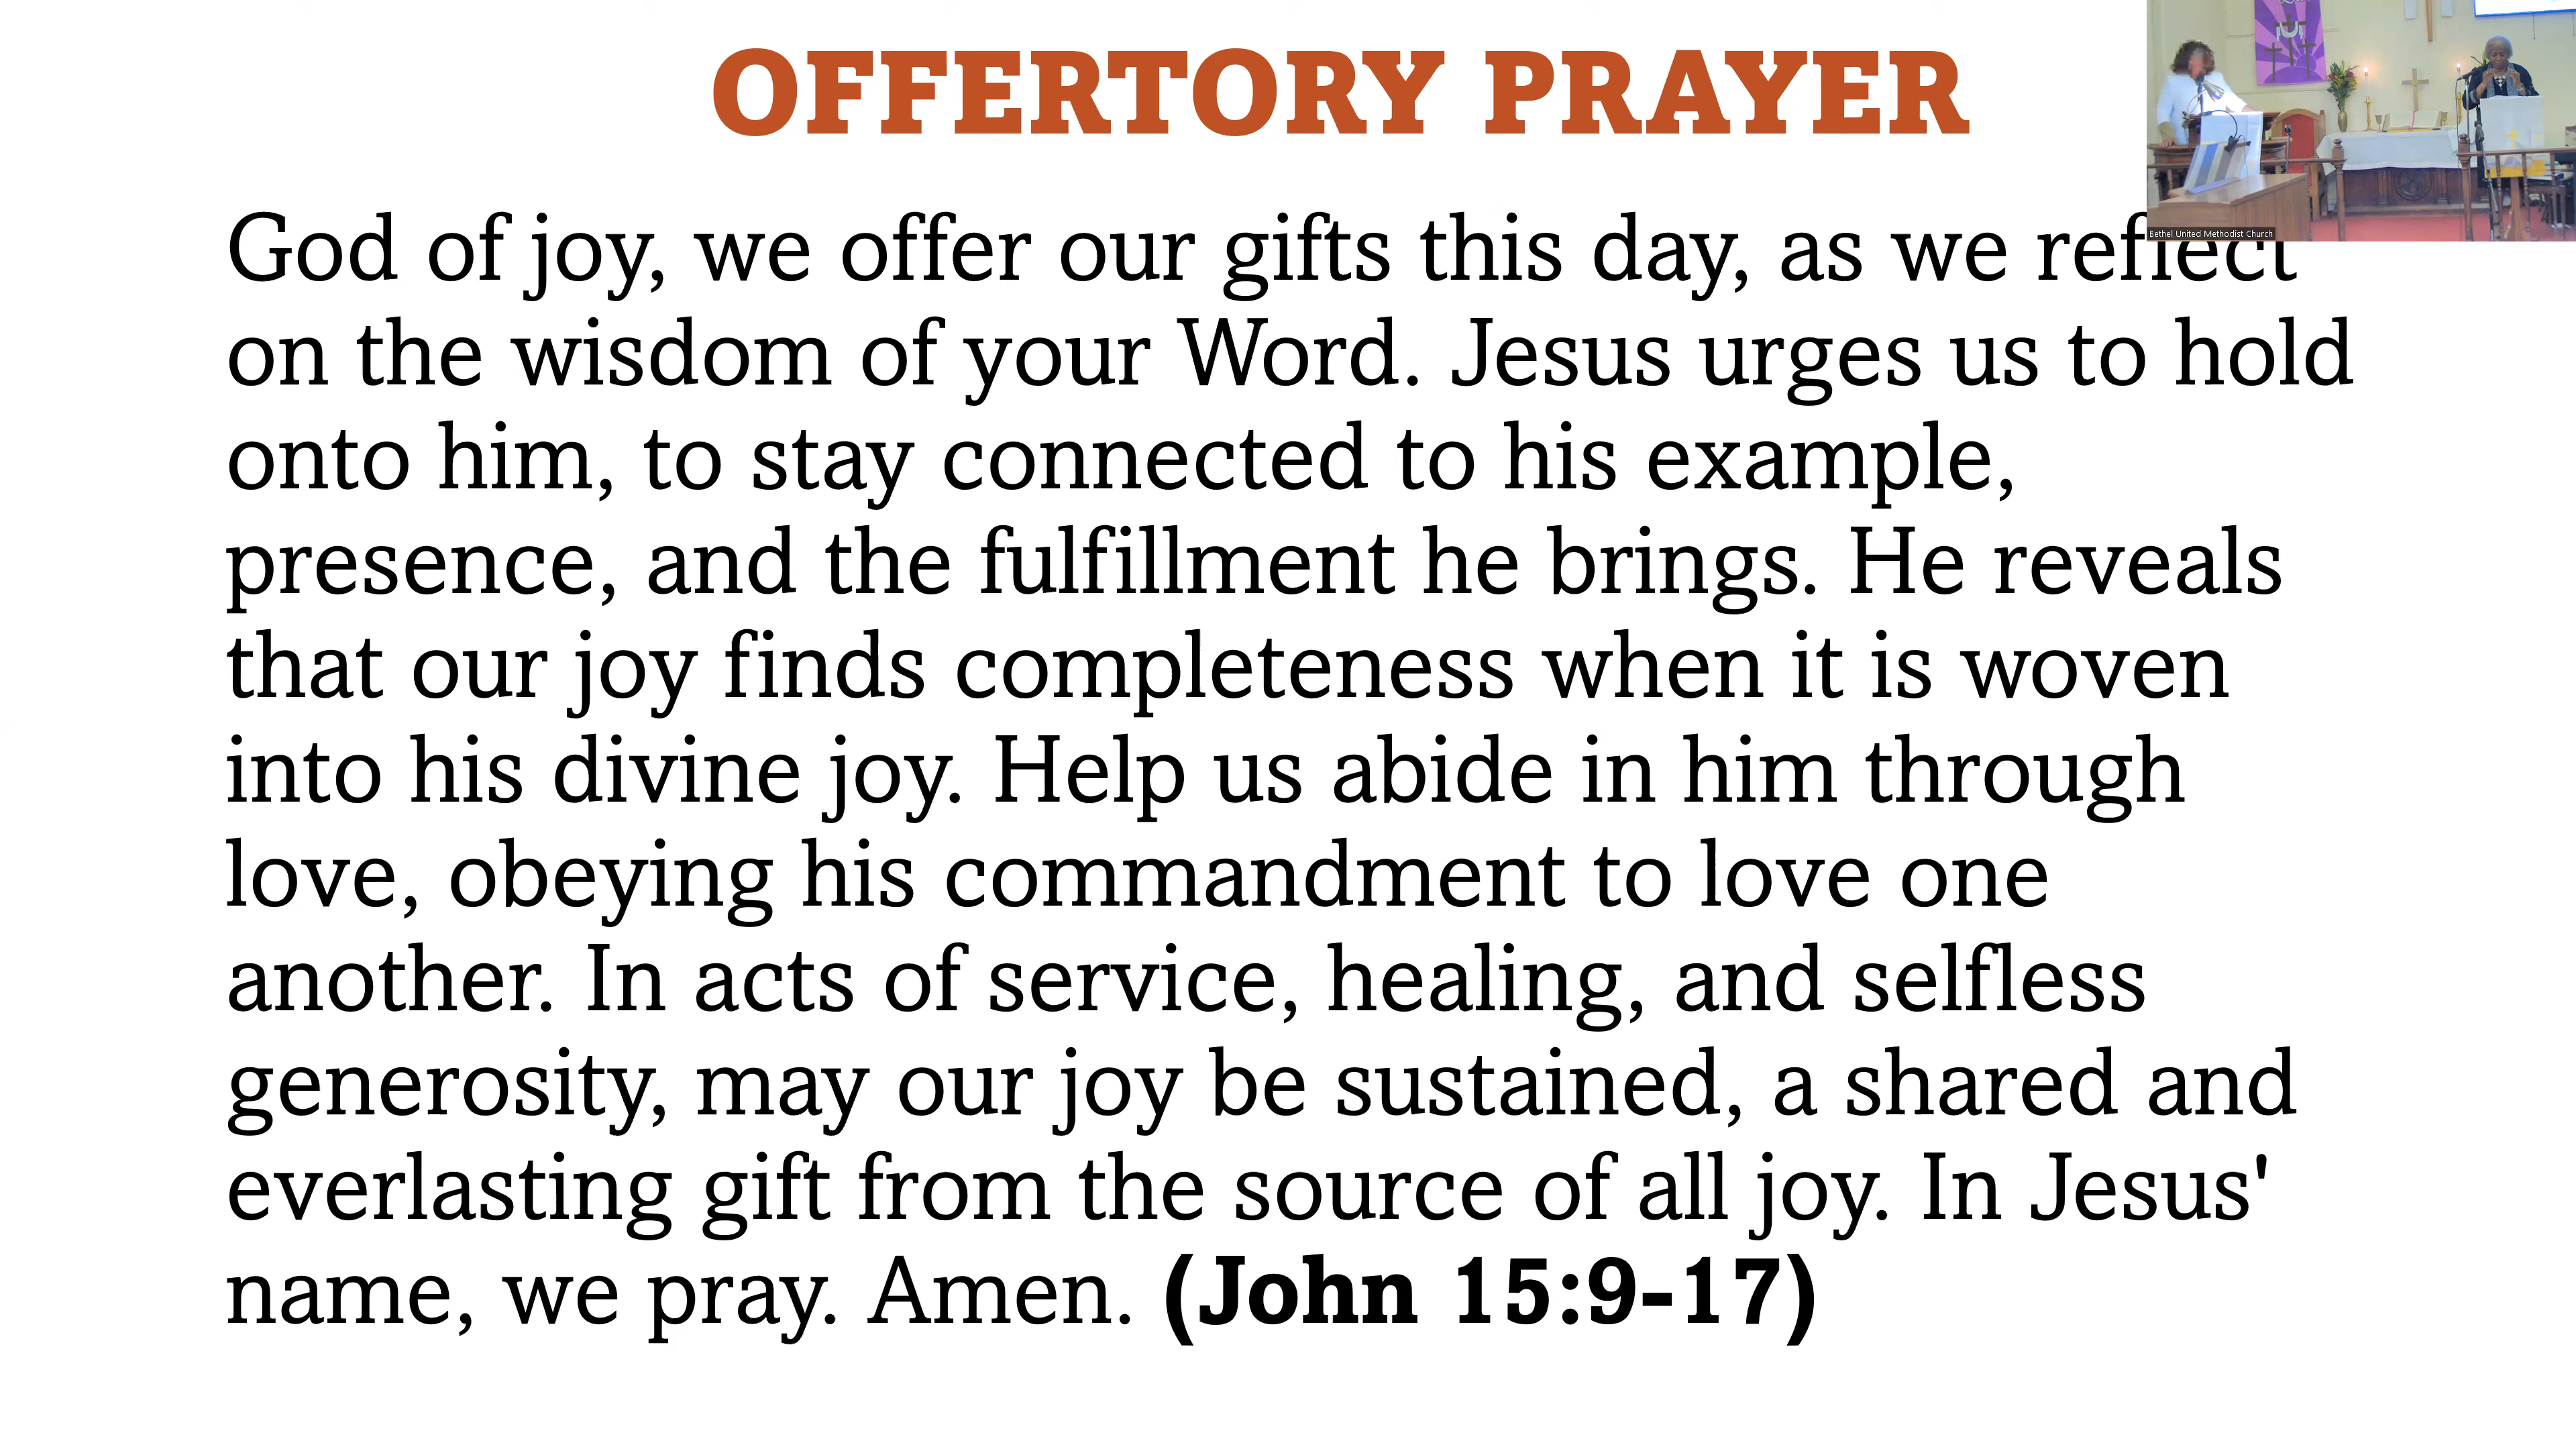 OFFERTORY PRAYER
God of joy, we offer our gifts this day, as we reflect
on the wisdom of your Word. Jesus urges us to hold
onto him, to stay connected to his example,
presence, and the fulfillment he brings. He reveals
that our joy finds completeness when it is woven
into his divine joy. Help us abide in him through
love, obeying his commandment to love one
another. In acts of service, healing, and selfless
generosity, may our joy be sustained, a shared and
everlasting gift from the source of all joy. In Jesus'
name, we pray. Amen. (John 15:9-17)
Bethel United Methodist Church